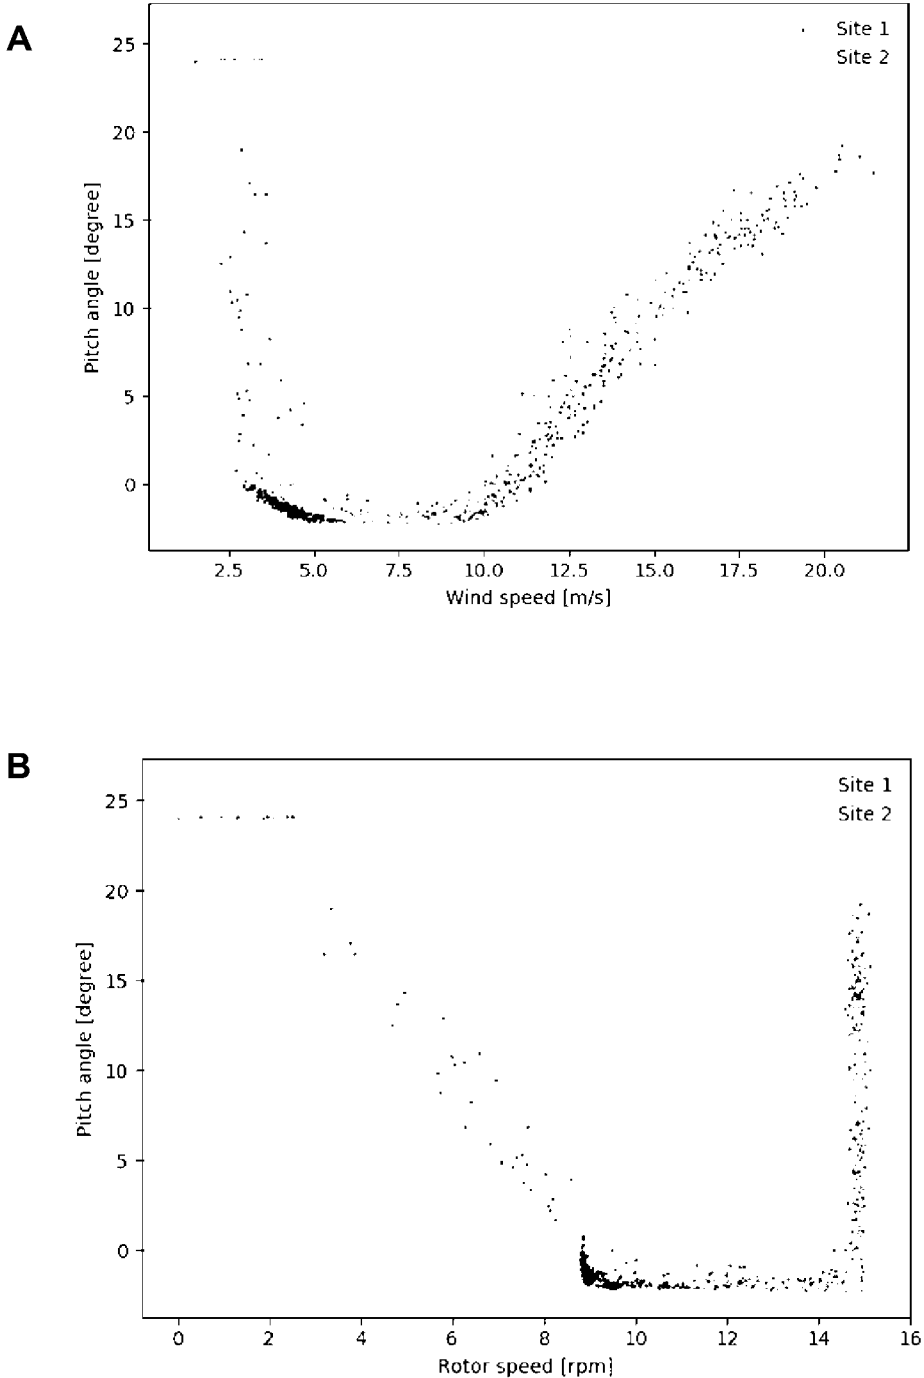 A
Site 1
Site 2
25
20
15
10
5
0
Pitch angle [degree]
2.5 5.0 7.5 10.0 12.5 15.0 17.5 20.0
Wind speed [m/s]
B
Site 1
Site 2
25
20
15
10
5
0
Pitch angle [degree]
0 2 4 6 8 10 12 14 16
Rotor speed [rpm]